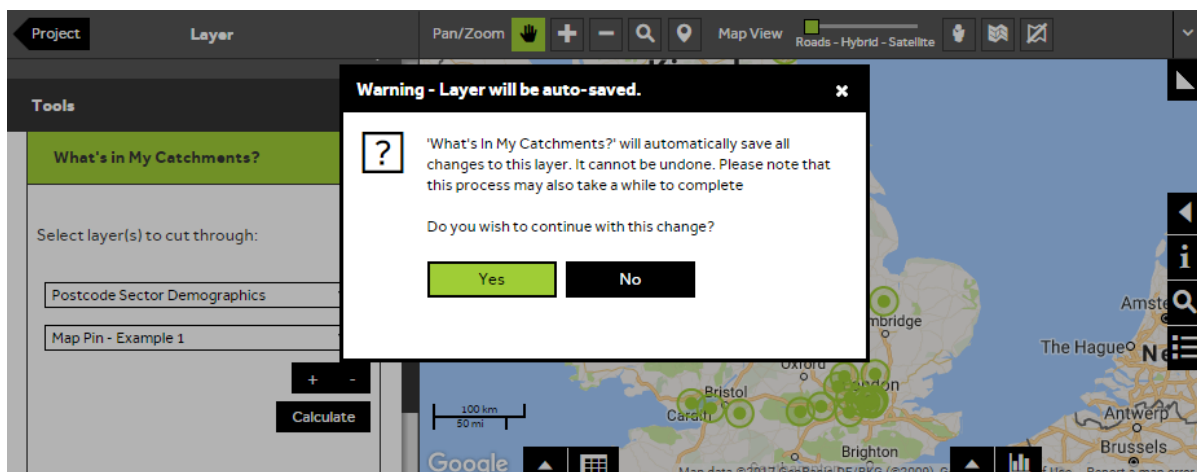 Project
Layer
Pan/Zoom
Map View
Roads - Hybrid - Satellite
Tools
What's in My Catchments?
Select layer(s) to cut through:
Postcode Sector Demographics
Map Pin - Example 1
+ -
Calculate
Warning - Layer will be auto-saved.
?
'What's In My Catchments?' will automatically save all
changes to this layer. It cannot be undone. Please note that
this process may also take a while to complete
Do you wish to continue with this change?
Yes
No
mbridge
Oxford
Bristol
Cardiff
London
Brighton
Amste
The Hague
Ne
Antwerp
Brussels
100 km
50 mi
Google
i